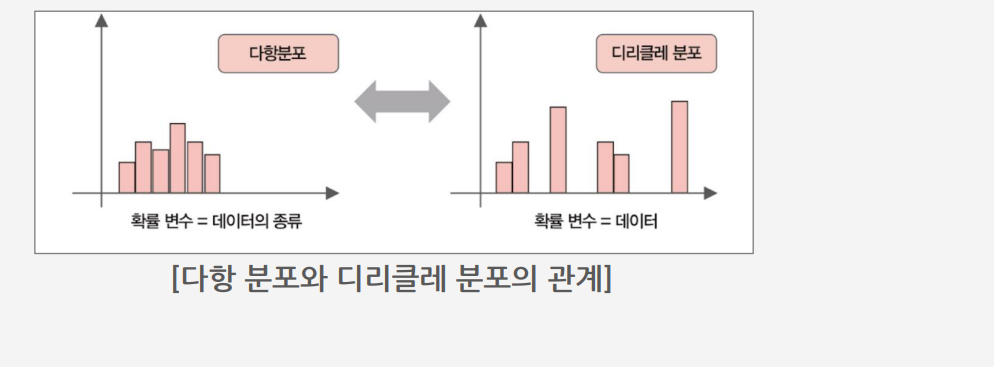 다항분포
디리클레 분포
확률 변수 = 데이터의 종류
확률 변수 = 데이터
[다항 분포와 디리클레 분포의 관계]